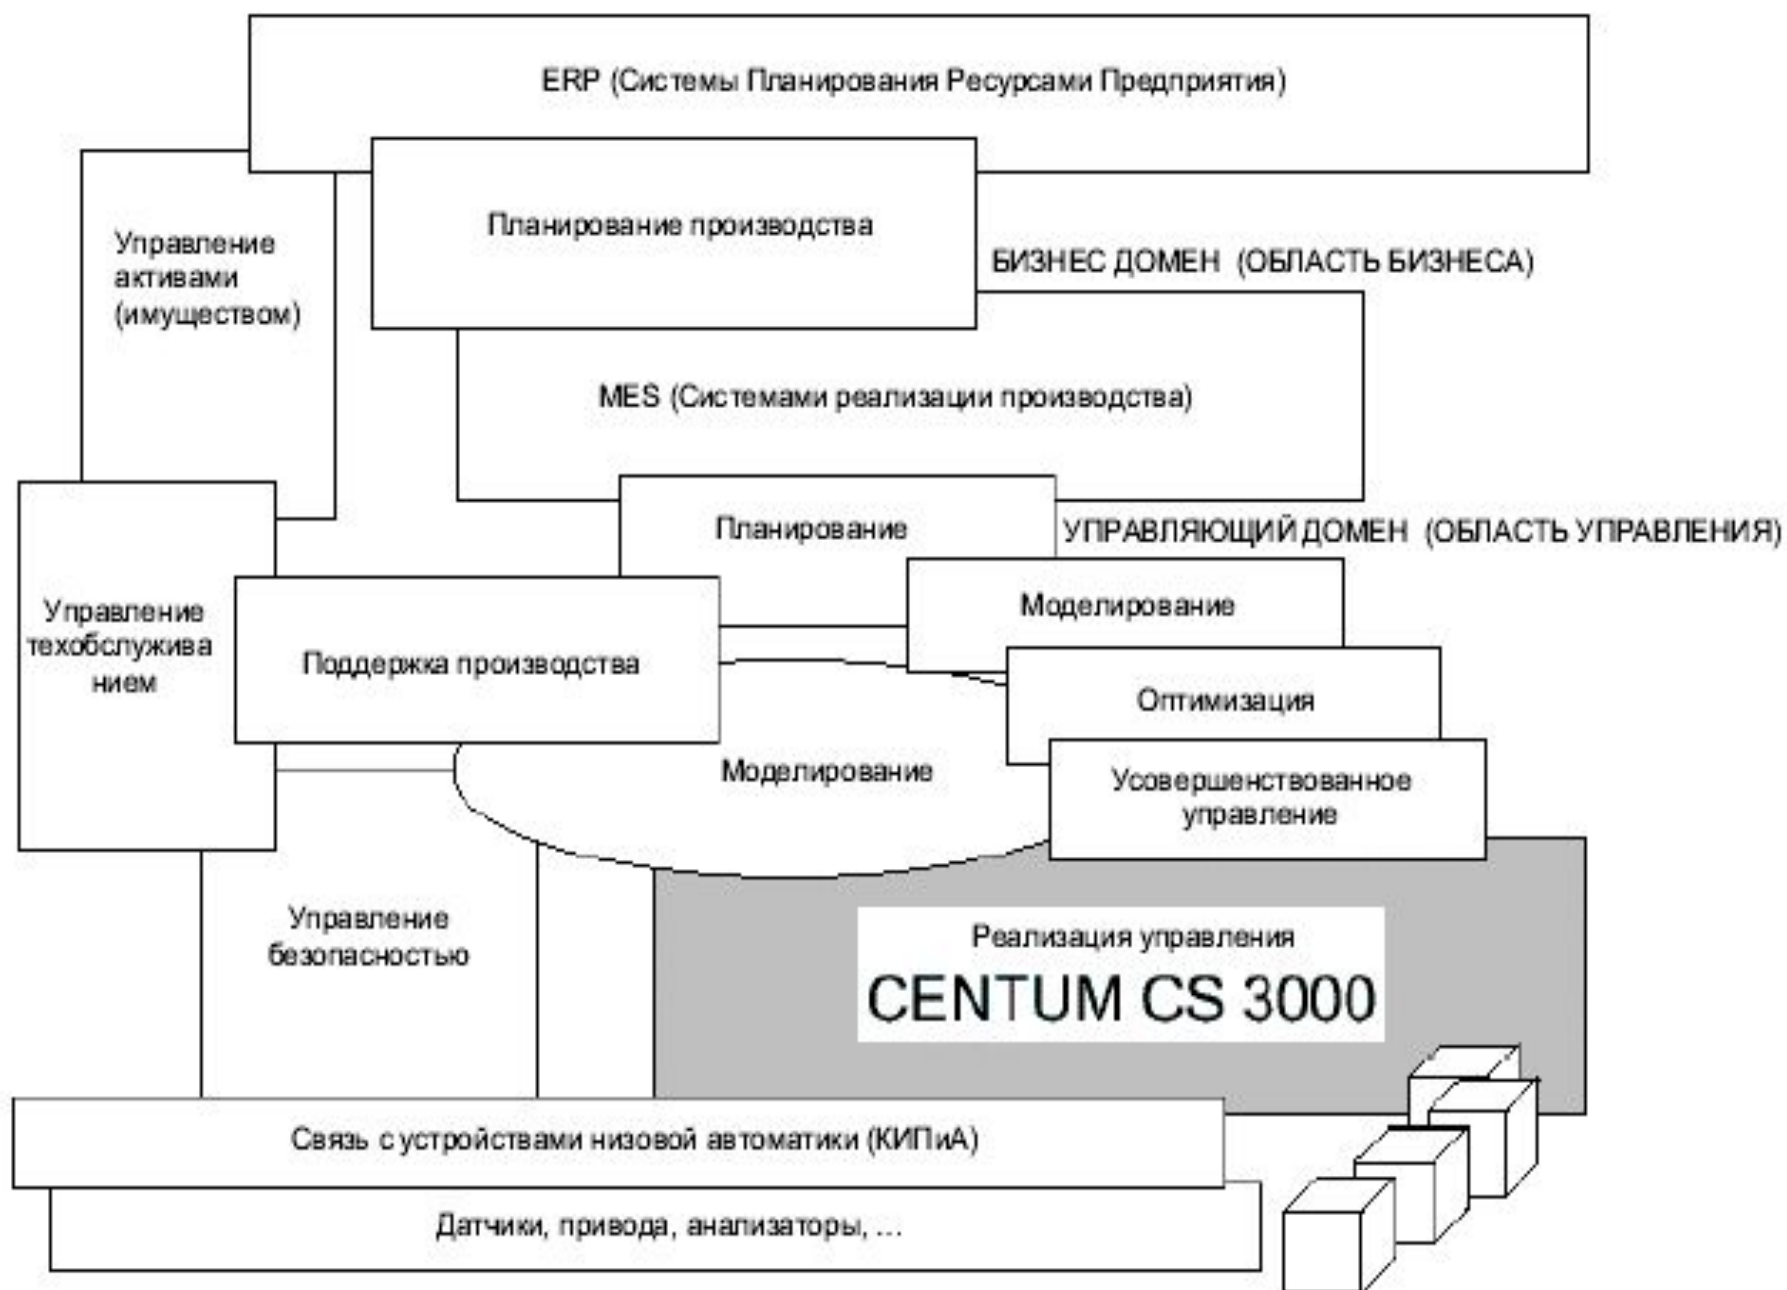 ERP (Системы Планирования Ресурсами Предприятия)
Планирование производства
Управление
активами
(имуществом)
БИЗНЕС ДОМЕН (ОБЛАСТЬ БИЗНЕСА)
MES (Системами реализации производства)
Планирование
УПРАВЛЯЮЩИЙ ДОМЕН (ОБЛАСТЬ УПРАВЛЕНИЯ)
Моделирование
Управление
техобслужива
нием
Поддержка производства
Оптимизация
Моделирование
Усовершенствованное
управление
Управление
безопасностью
Реализация управления
CENTUM CS 3000
Связь с устройствами низовой автоматики (КИПиА)
Датчики, привода, анализаторы, ...